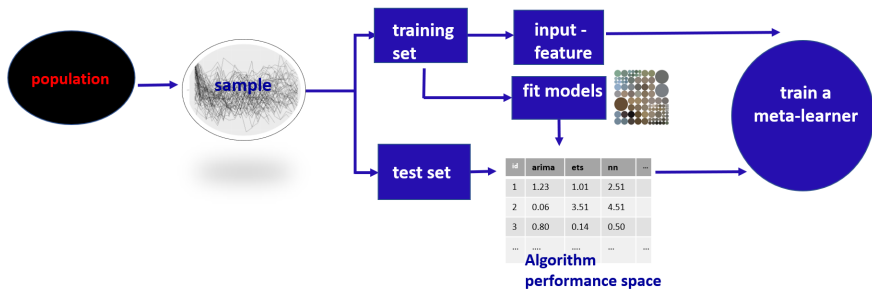 population
sample
training
set
input -
feature
fit models
test set
id arima ets nn ...
1 1.23 1.01 2.51
2 0.06 3.51 4.51
3 0.80 0.14 0.50
... .... .... ... ...
Algorithm
performance space
train a
meta-learner